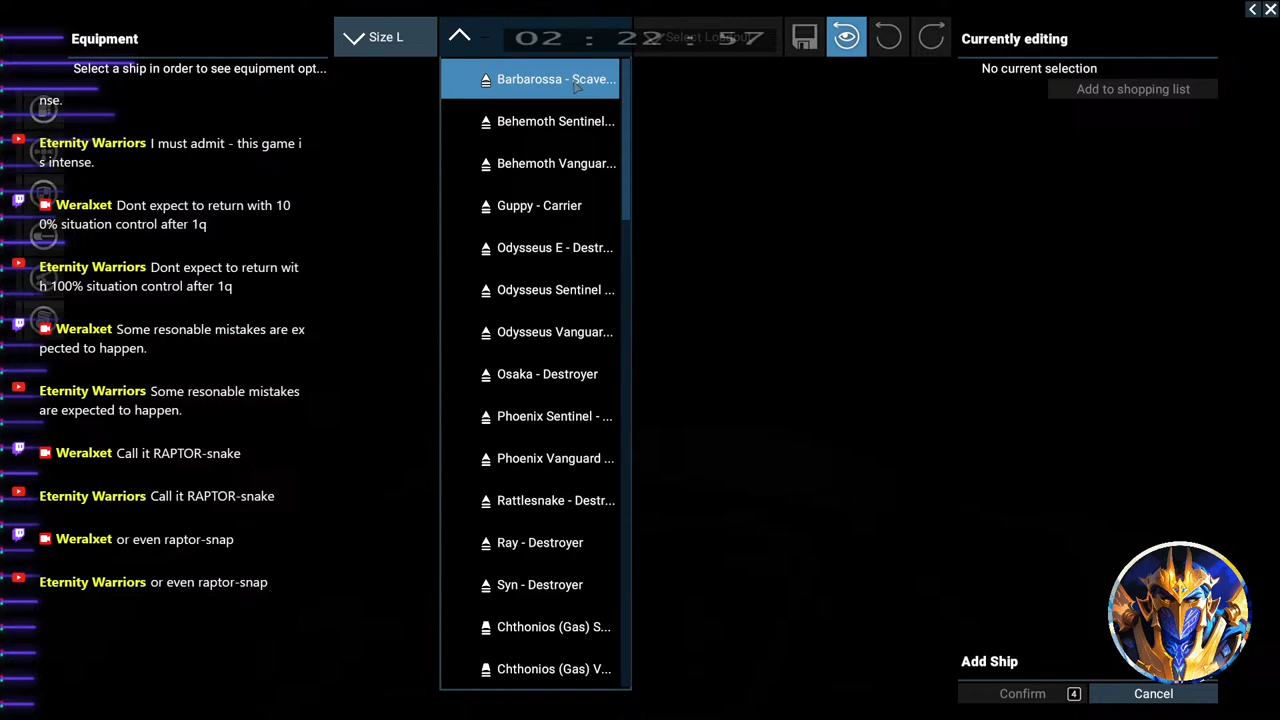 Equipment
Select a ship in order to see equipment opt...
nse.
Eternity Warriors I must admit - this game i
s intense.
Weralxet Dont expect to return with 10
0% situation control after 1q
Eternity Warriors Dont expect to return wit
h 100% situation control after 1q
Weralxet Some resonable mistakes are ex
pected to happen.
Eternity Warriors Some resonable mistakes
are expected to happen.
Weralxet Call it RAPTOR-snake
Eternity Warriors Call it RAPTOR-snake
Weralxet or even raptor-snap
Eternity Warriors or even raptor-snap
Size L
02 : 22 : 57
Select Loadout
Barbarossa - Scave...
Behemoth Sentinel...
Behemoth Vanguar...
Guppy - Carrier
Odysseus E - Destr...
Odysseus Sentinel ...
Odysseus Vanguar...
Osaka - Destroyer
Phoenix Sentinel - ...
Phoenix Vanguard ...
Rattlesnake - Destr...
Ray - Destroyer
Syn - Destroyer
Chthonios (Gas) S...
Chthonios (Gas) V...
Currently editing
No current selection
Add to shopping list
Add Ship
Confirm 4
Cancel